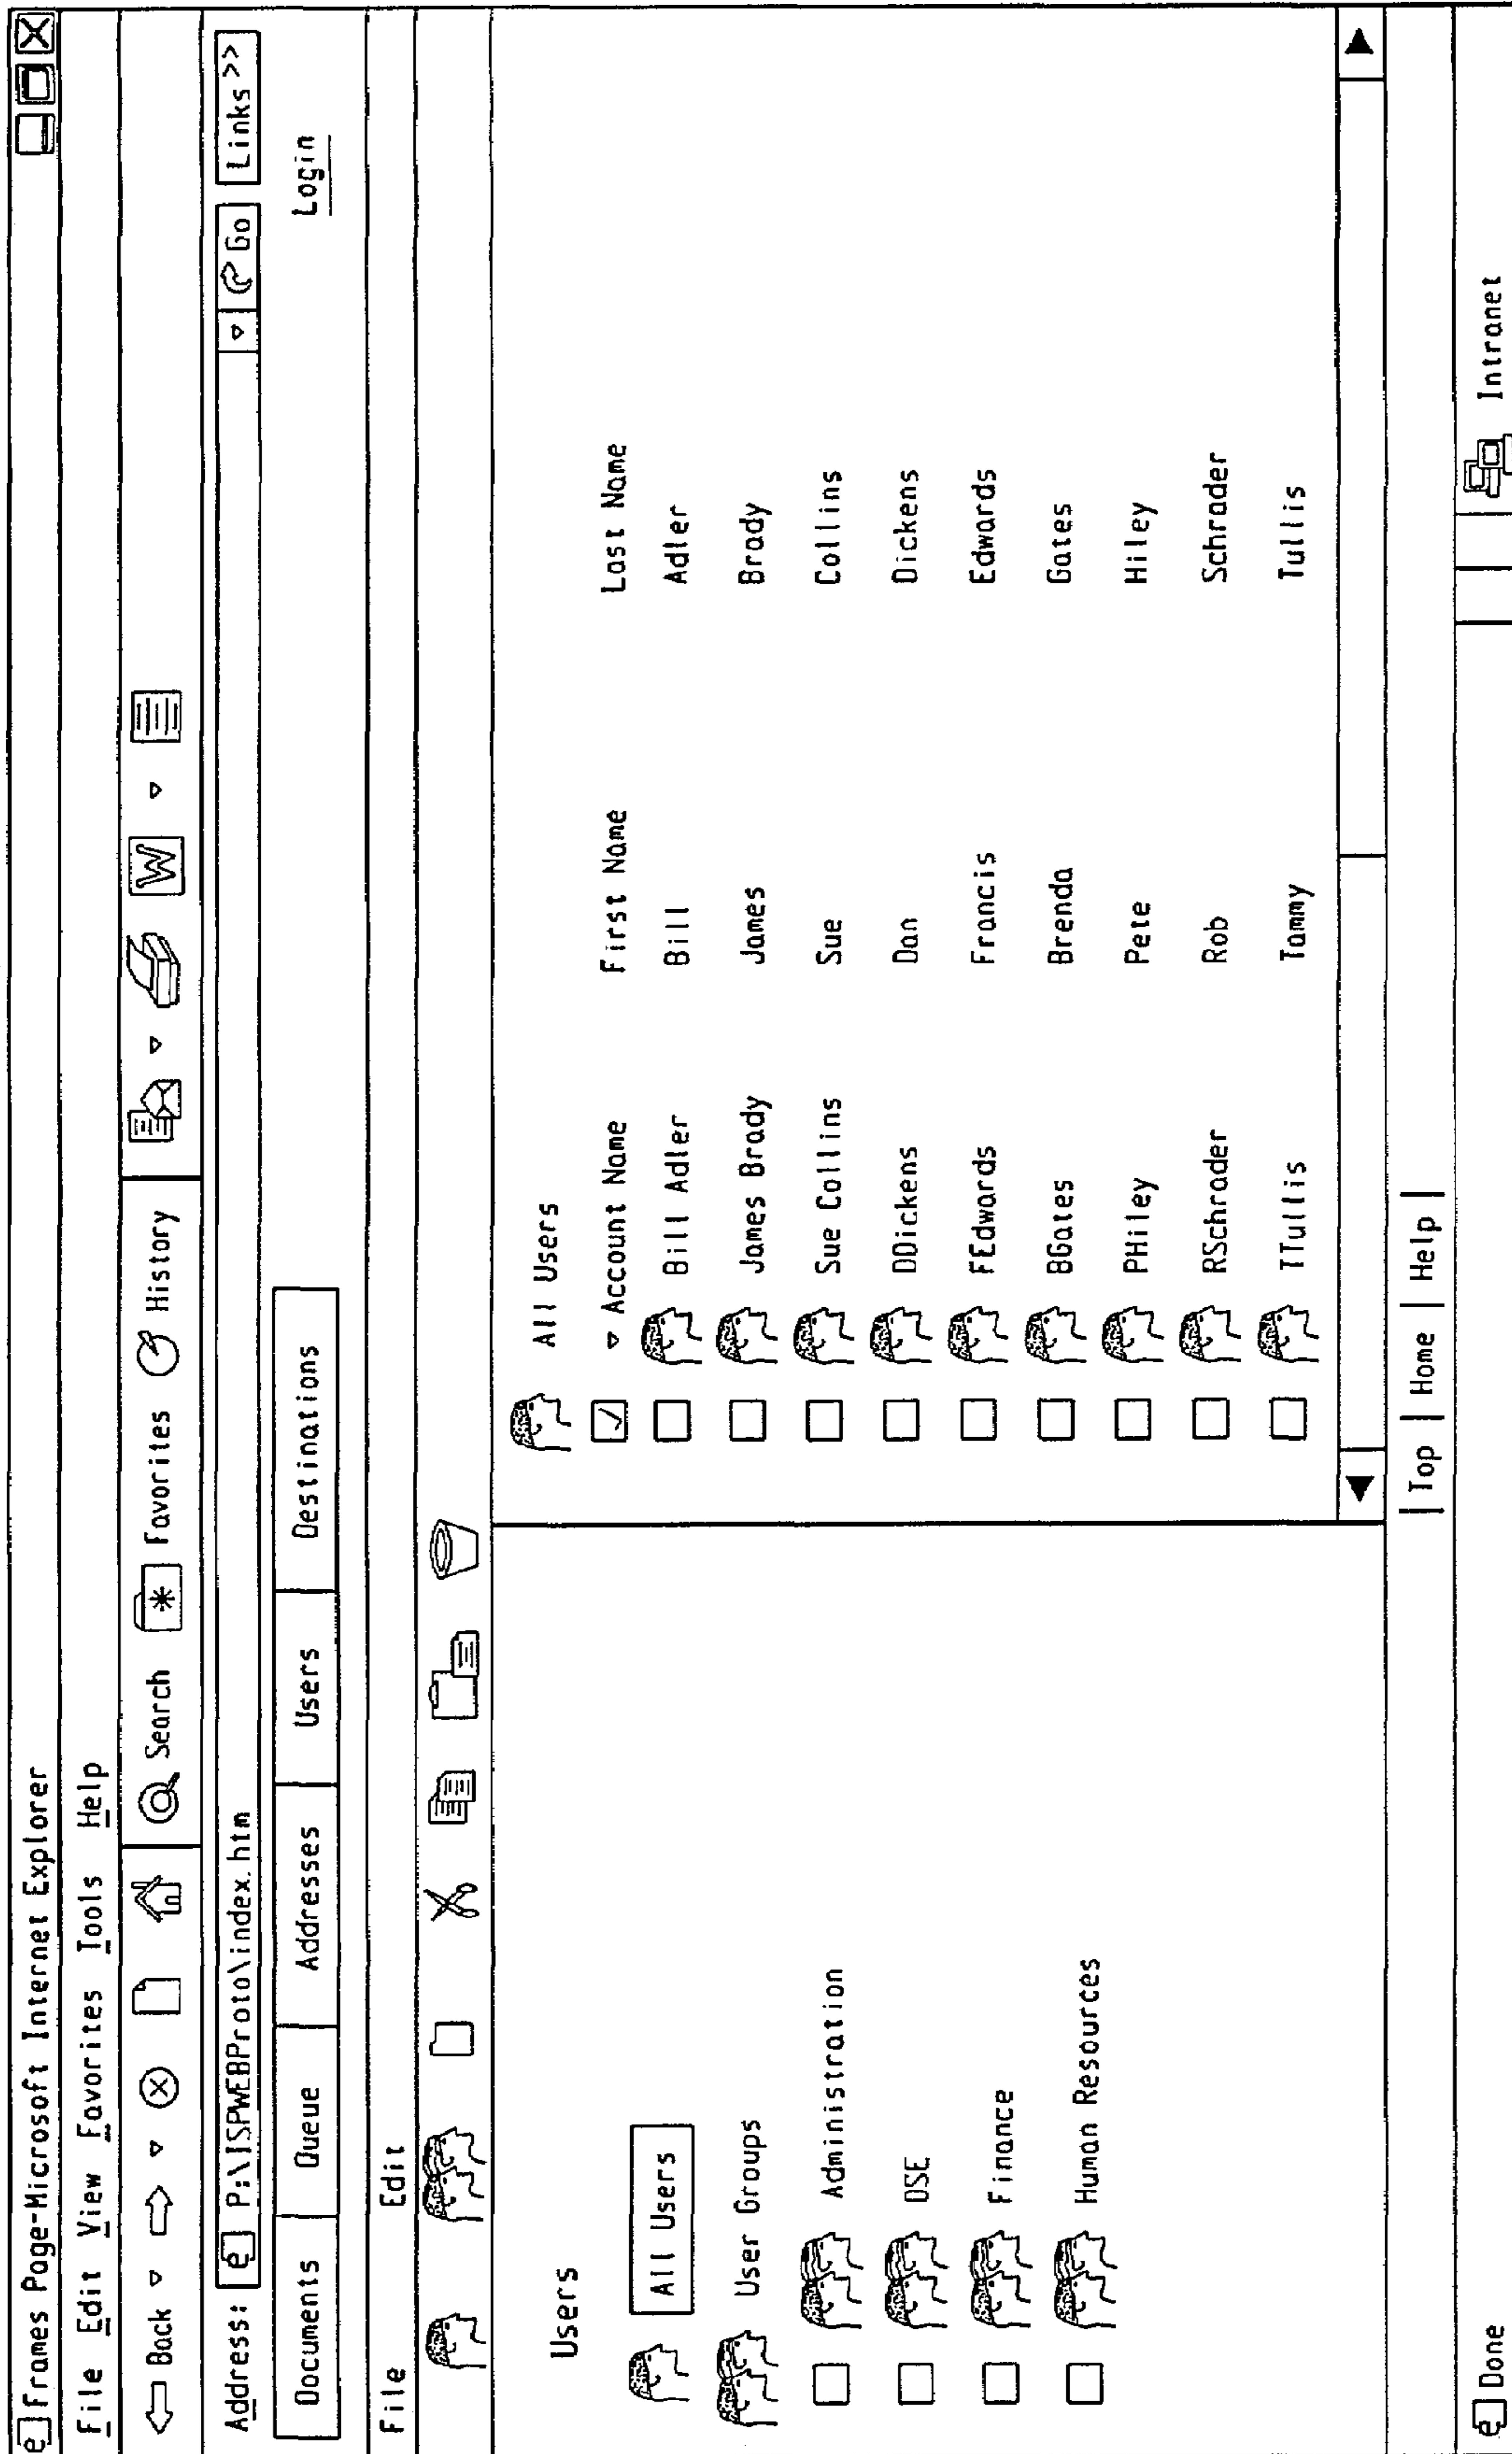 Frames Page-Microsoft Internet Explorer
File Edit View Favorites Tools Help
Back Search Favorites History W
Address: e P:\ISPWEBProto\index.htm Go Links >>
Documents Queue Addresses Users Destinations Login
File Edit
Users
All Users
User Groups
Administration
DSE
Finance
Human Resources
All Users
Account Name First Name Last Name
Bill Adler Bill Adler
James Brady James Brady
Sue Collins Sue Collins
DDickens Dan Dickens
FEdwards Francis Edwards
BGates Brenda Gates
PHiley Pete Hiley
RSchrader Rob Schrader
TTullis Tammy Tullis
| Top | Home | Help |
e Done Intranet